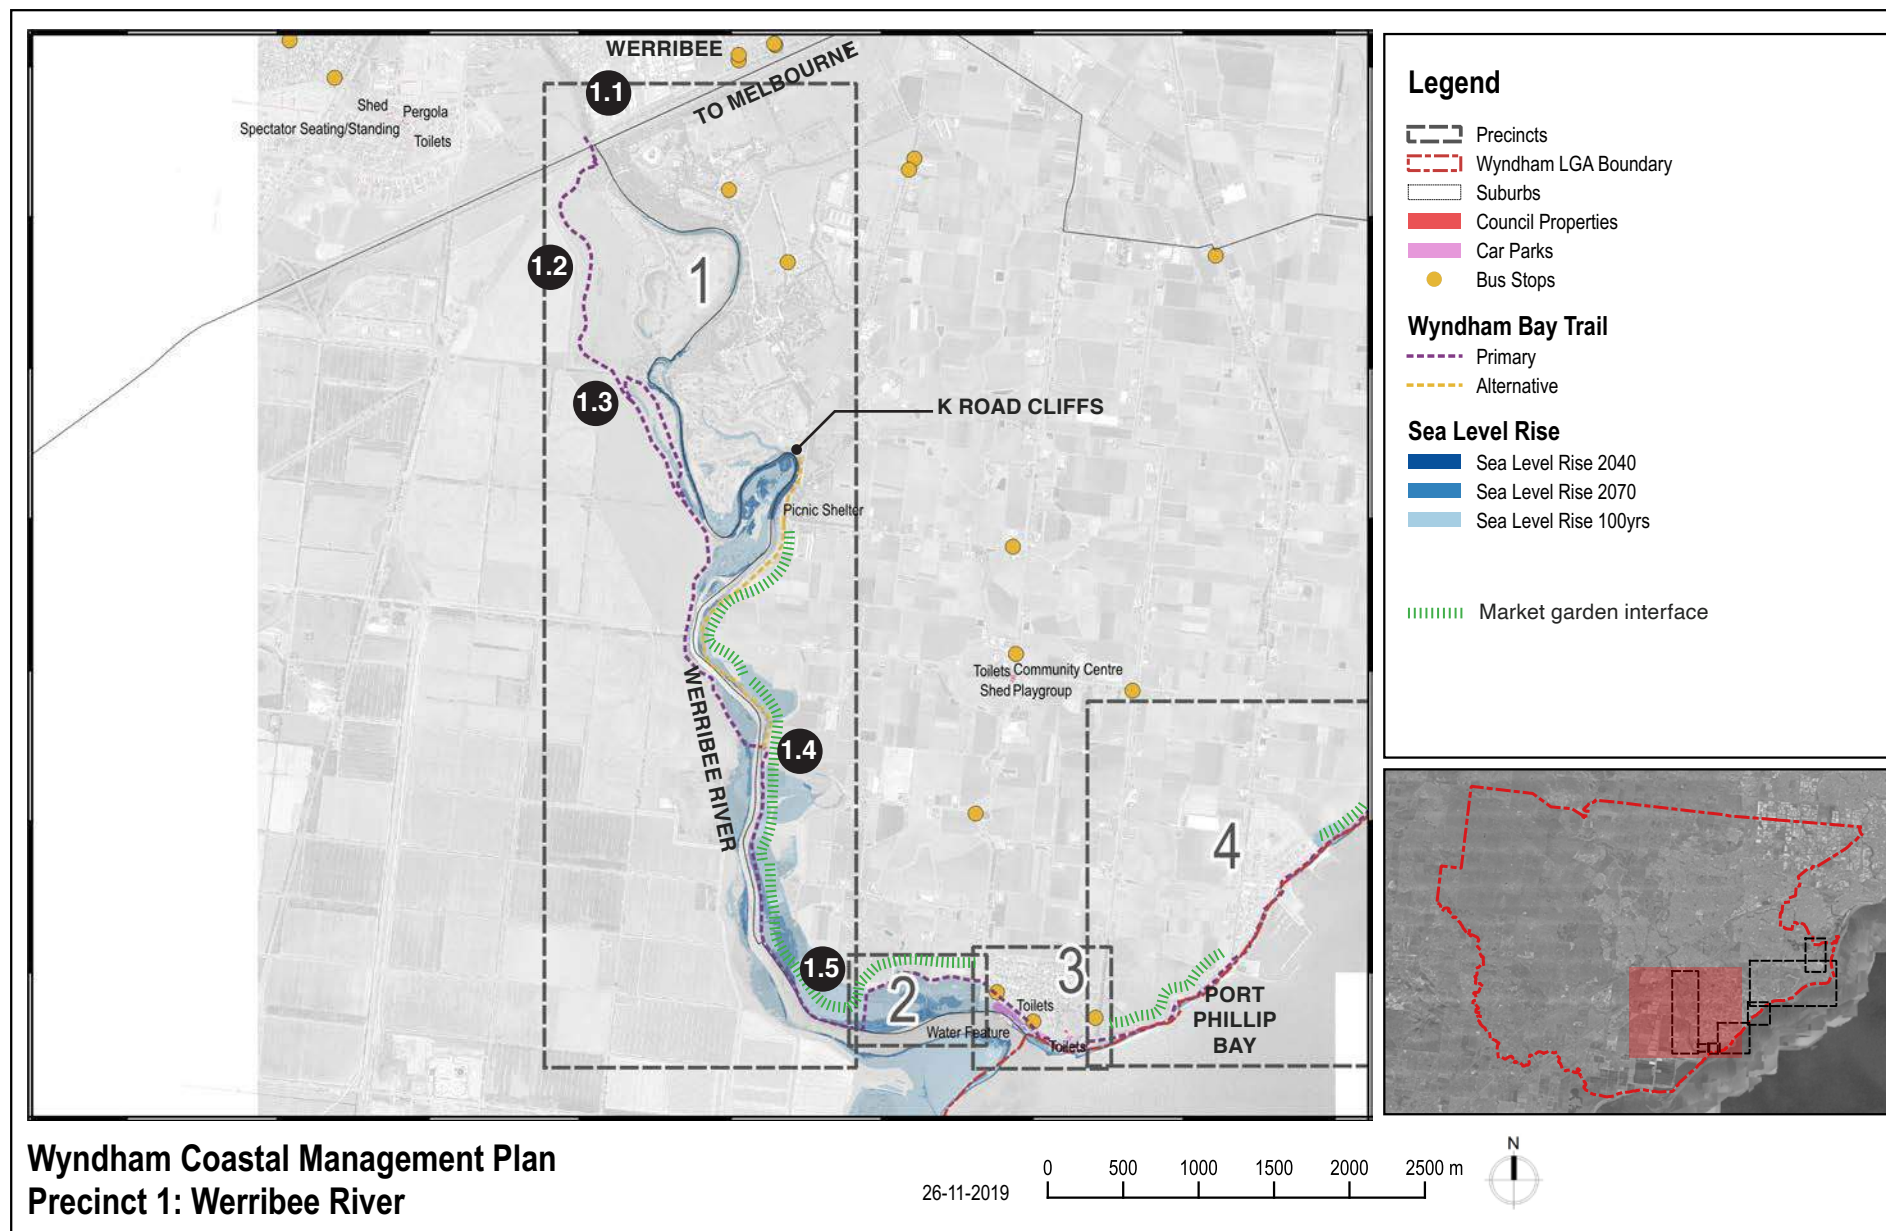 WERRIBEE
TO MELBOURNE
1.1
Shed
Pergola
Spectator Seating/Standing
Toilets
1.2
1
1.3
K ROAD CLIFFS
Picnic Shelter
Toilets Community Centre
Shed Playgroup
WERRIBEE RIVER
1.4
4
1.5
2
3
Toilets
Water Feature
Toilets
PORT
PHILLIP
BAY
Legend
Precincts
Wyndham LGA Boundary
Suburbs
Council Properties
Car Parks
Bus Stops
Wyndham Bay Trail
Primary
Alternative
Sea Level Rise
Sea Level Rise 2040
Sea Level Rise 2070
Sea Level Rise 100yrs
Market garden interface
Wyndham Coastal Management Plan
Precinct 1: Werribee River
26-11-2019
0 500 1000 1500 2000 2500 m
N